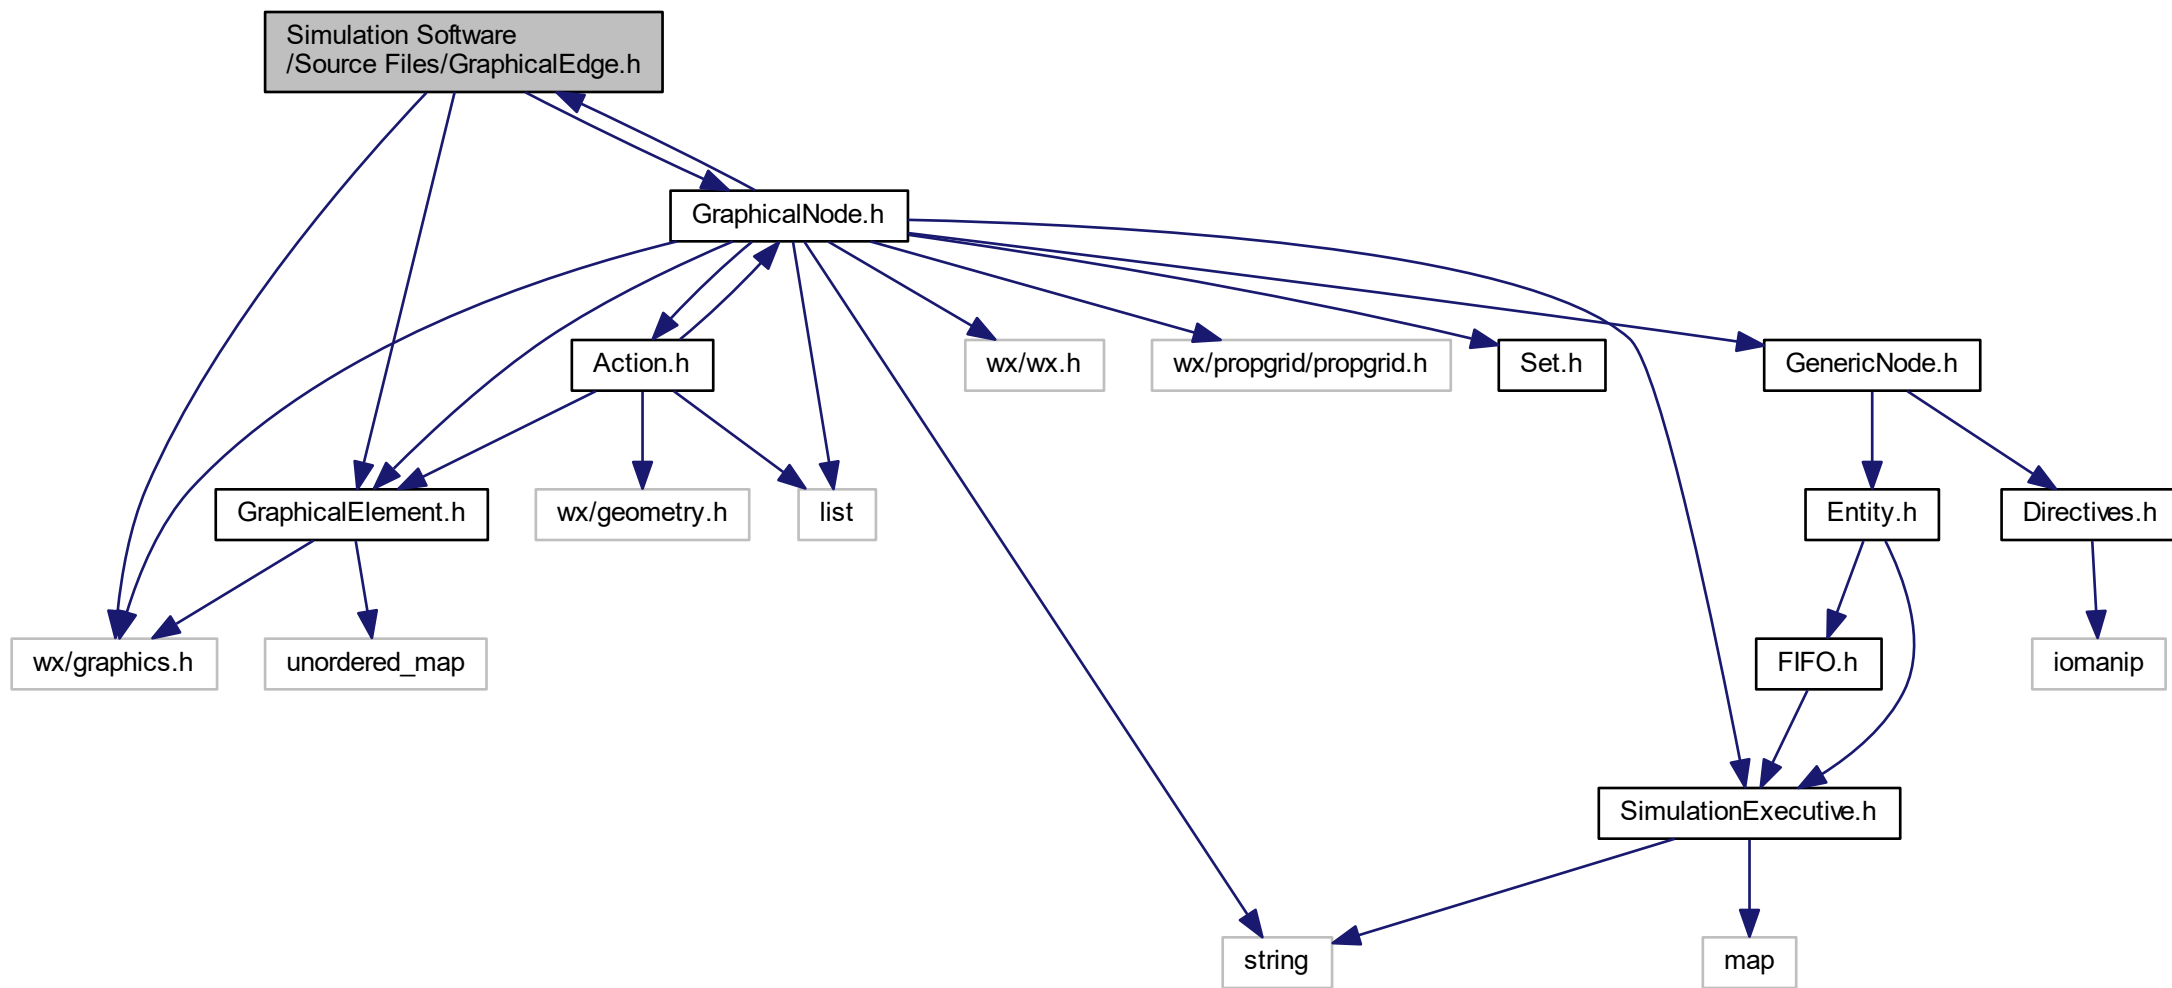 Simulation Software
/Source Files/GraphicalEdge.h
GraphicalNode.h
Action.h
wx/wx.h
wx/propgrid/propgrid.h
Set.h
GenericNode.h
GraphicalElement.h
wx/geometry.h
list
Entity.h
Directives.h
wx/graphics.h
unordered_map
FIFO.h
iomanip
SimulationExecutive.h
string
map